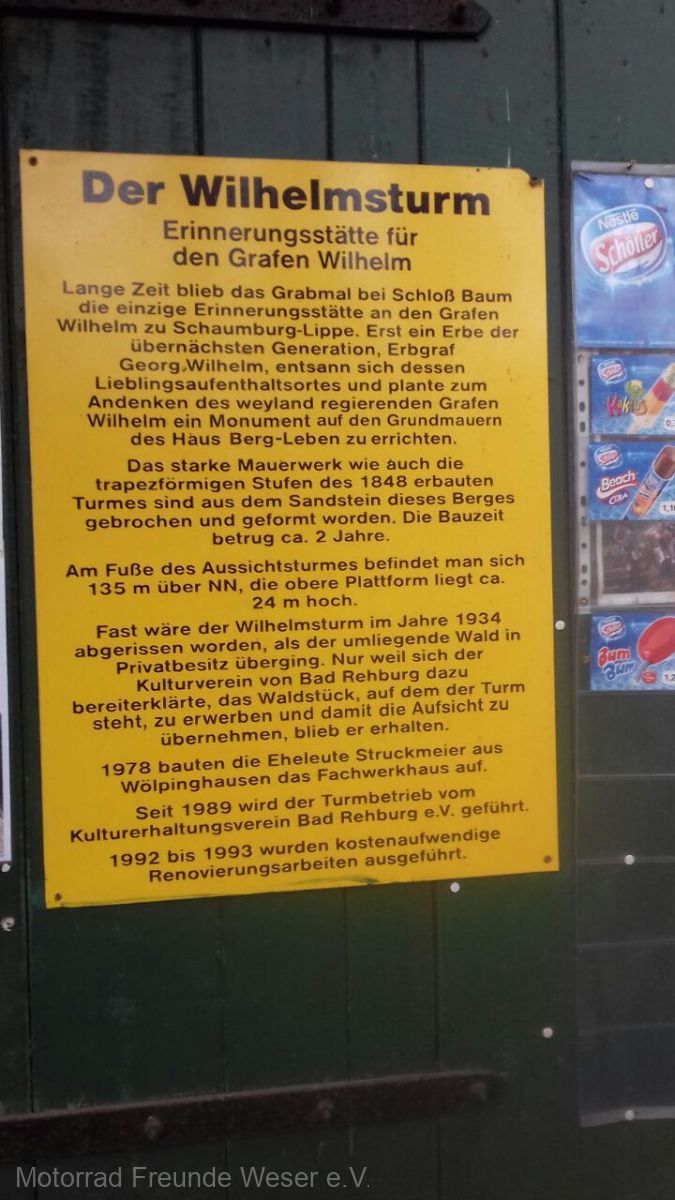 Der Wilhelmsturm
Erinnerungsstätte für
den Grafen Wilhelm
Lange Zeit blieb das Grabmal bei Schloß Baum
die einzige Erinnerungsstätte an den Grafen
Wilhelm zu Schaumburg-Lippe. Erst ein Erbe der
übernächsten Generation, Erbgraf
Georg Wilhelm, entsann sich dessen
Lieblingsaufenthaltsortes und plante zum
Andenken des weyland regierenden Grafen
Wilhelm ein Monument auf den Grundmauern
des Haus Berg-Leben zu errichten.
Das starke Mauerwerk wie auch die
trapezförmigen Stufen des 1848 erbauten
Turmes sind aus dem Sandstein dieses Berges
gebrochen und geformt worden. Die Bauzeit
betrug ca. 2 Jahre.
Am Fuße des Aussichtsturmes befindet man sich
135 m über NN, die obere Plattform liegt ca.
24 m hoch.
Fast wäre der Wilhelmsturm im Jahre 1934
abgerissen worden, als der umliegende Wald in
Privatbesitz überging. Nur weil sich der
Kulturverein von Bad Rehburg dazu
bereiterklärte, das Waldstück, auf dem der Turm
steht, zu erwerben und damit die Aufsicht zu
übernehmen, blieb er erhalten.
1978 bauten die Eheleute Struckmeier aus
Wölpinghausen das Fachwerkhaus auf.
Seit 1989 wird der Turmbetrieb vom
Kulturerhaltungsverein Bad Rehburg e.V. geführt.
1992 bis 1993 wurden kostenaufwendige
Renovierungsarbeiten ausgeführt.
Nestlé
Schöller
Kaktus
Beach
COLA
1,10
Bum
Bum
Motorrad Freunde Weser e.V.